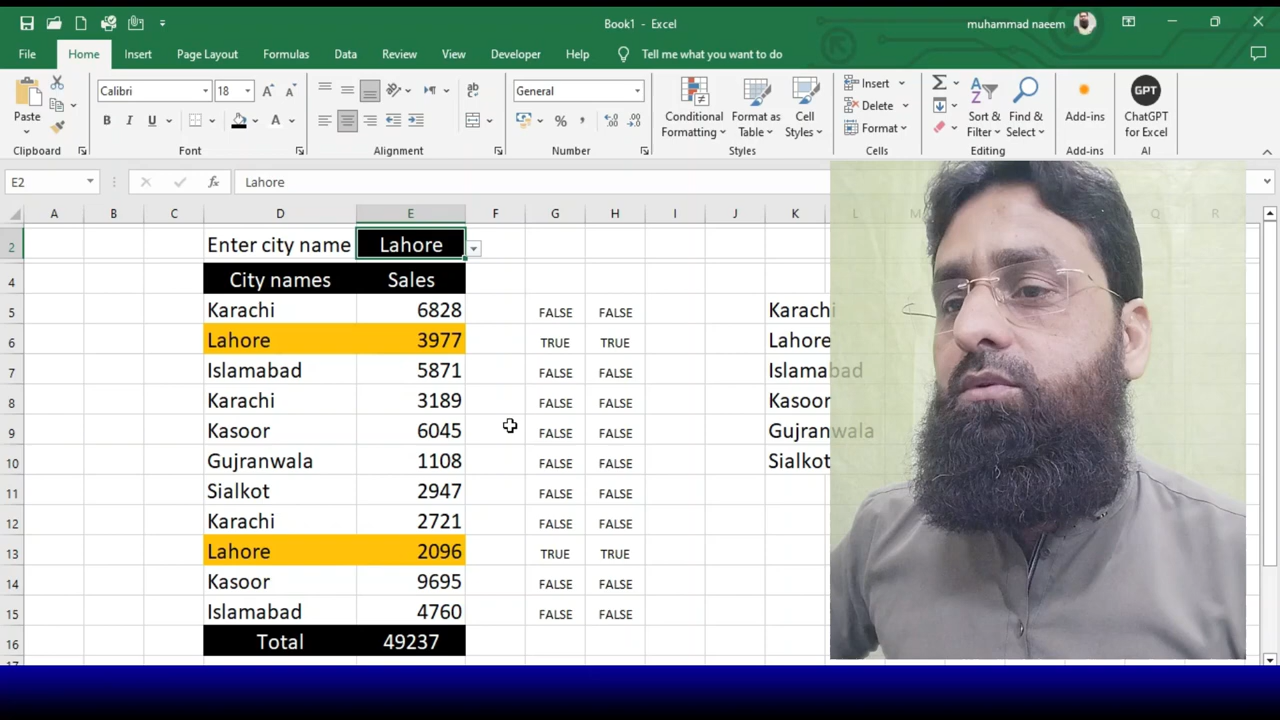 Book1 - Excel
muhammad naeem
File Home Insert Page Layout Formulas Data Review View Developer Help Tell me what you want to do
Calibri 18 General
Insert
Delete
Format
Paste
B I U
Conditional Formatting
Format as Table
Cell Styles
Sort & Filter
Find & Select
Add-ins
GPT
ChatGPT for Excel
Clipboard Font Alignment Number Styles Cells Editing Add-ins AI
E2 fx Lahore
A B C D E F G H I J K L M P Q R
2 Enter city name Lahore
4 City names Sales
5 Karachi 6828 FALSE FALSE Karachi
6 Lahore 3977 TRUE TRUE Lahore
7 Islamabad 5871 FALSE FALSE Islamabad
8 Karachi 3189 FALSE FALSE Kasoor
9 Kasoor 6045 FALSE FALSE Gujranwala
10 Gujranwala 1108 FALSE FALSE Sialkot
11 Sialkot 2947 FALSE FALSE
12 Karachi 2721 FALSE FALSE
13 Lahore 2096 TRUE TRUE
14 Kasoor 9695 FALSE FALSE
15 Islamabad 4760 FALSE FALSE
16 Total 49237